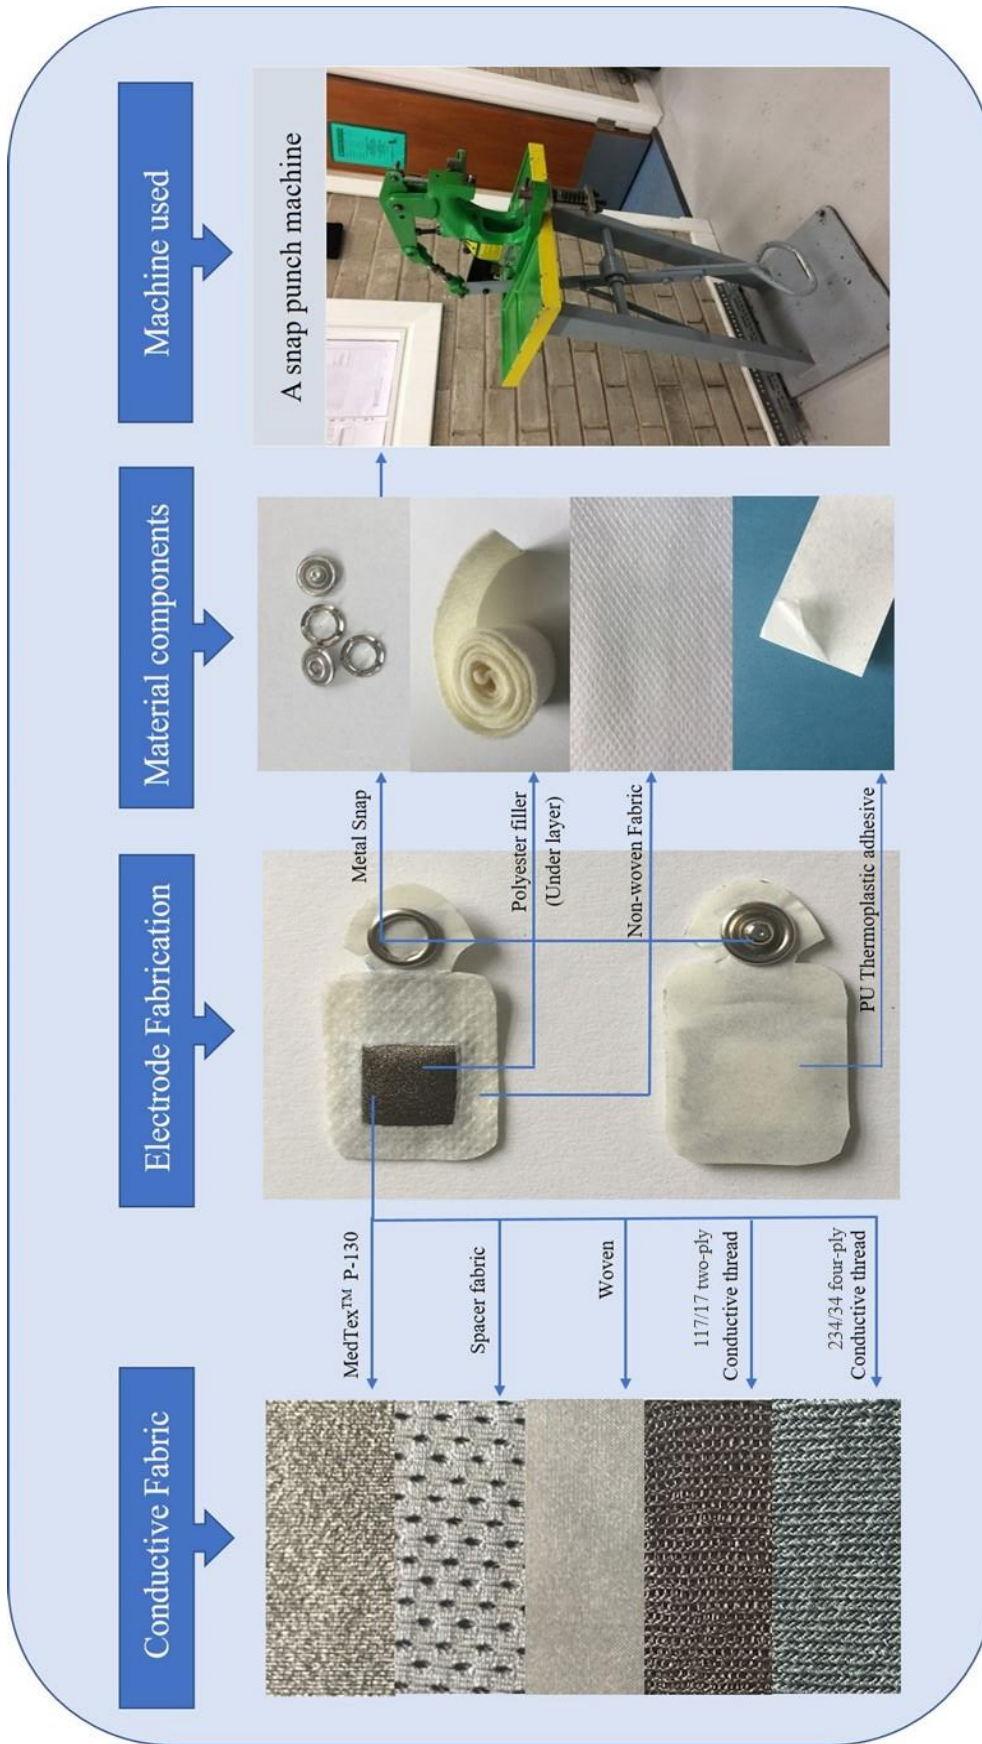 Conductive Fabric
Electrode Fabrication
Material components
Machine used
MedTex™ P-130
Spacer fabric
Woven
117/17 two-ply
Conductive thread
234/34 four-ply
Conductive thread
Metal Snap
Polyester filler
(Under layer)
Non-woven Fabric
PU Thermoplastic adhesive
A snap punch machine